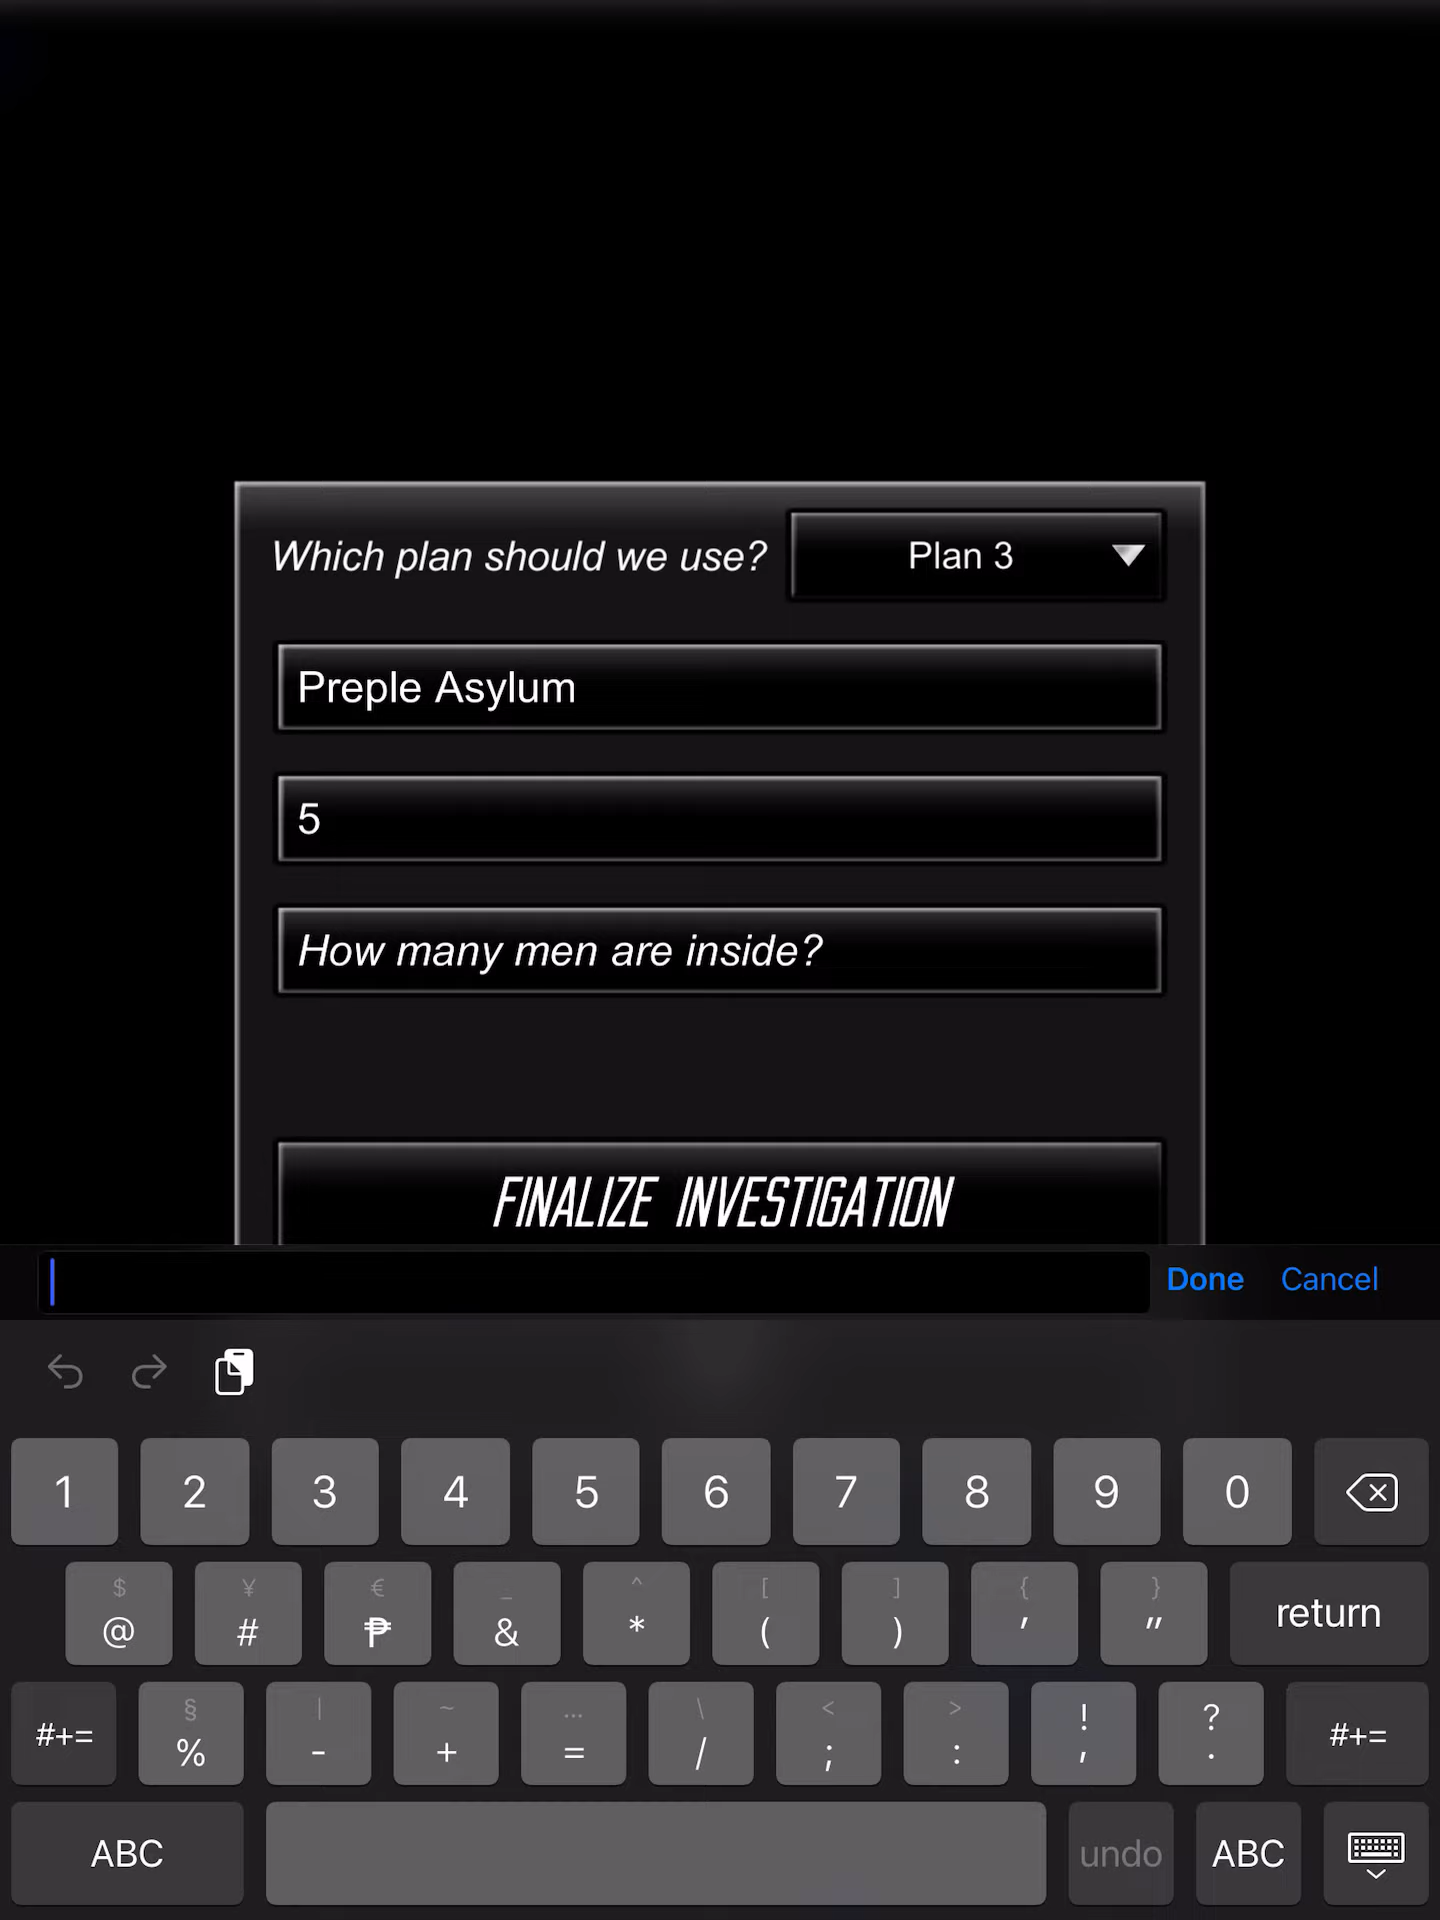 Which plan should we use? Plan 3
Preple Asylum
5
How many men are inside?
FINALIZE INVESTIGATION
Done Cancel
1 2 3 4 5 6 7 8 9 0
$ ¥ € _ ^ [ ] { }
@ # ₱ & * ( ) ' " return
§ | ~ … \ < > ! ?
#+= % - + = / ; : , . #+=
ABC undo ABC